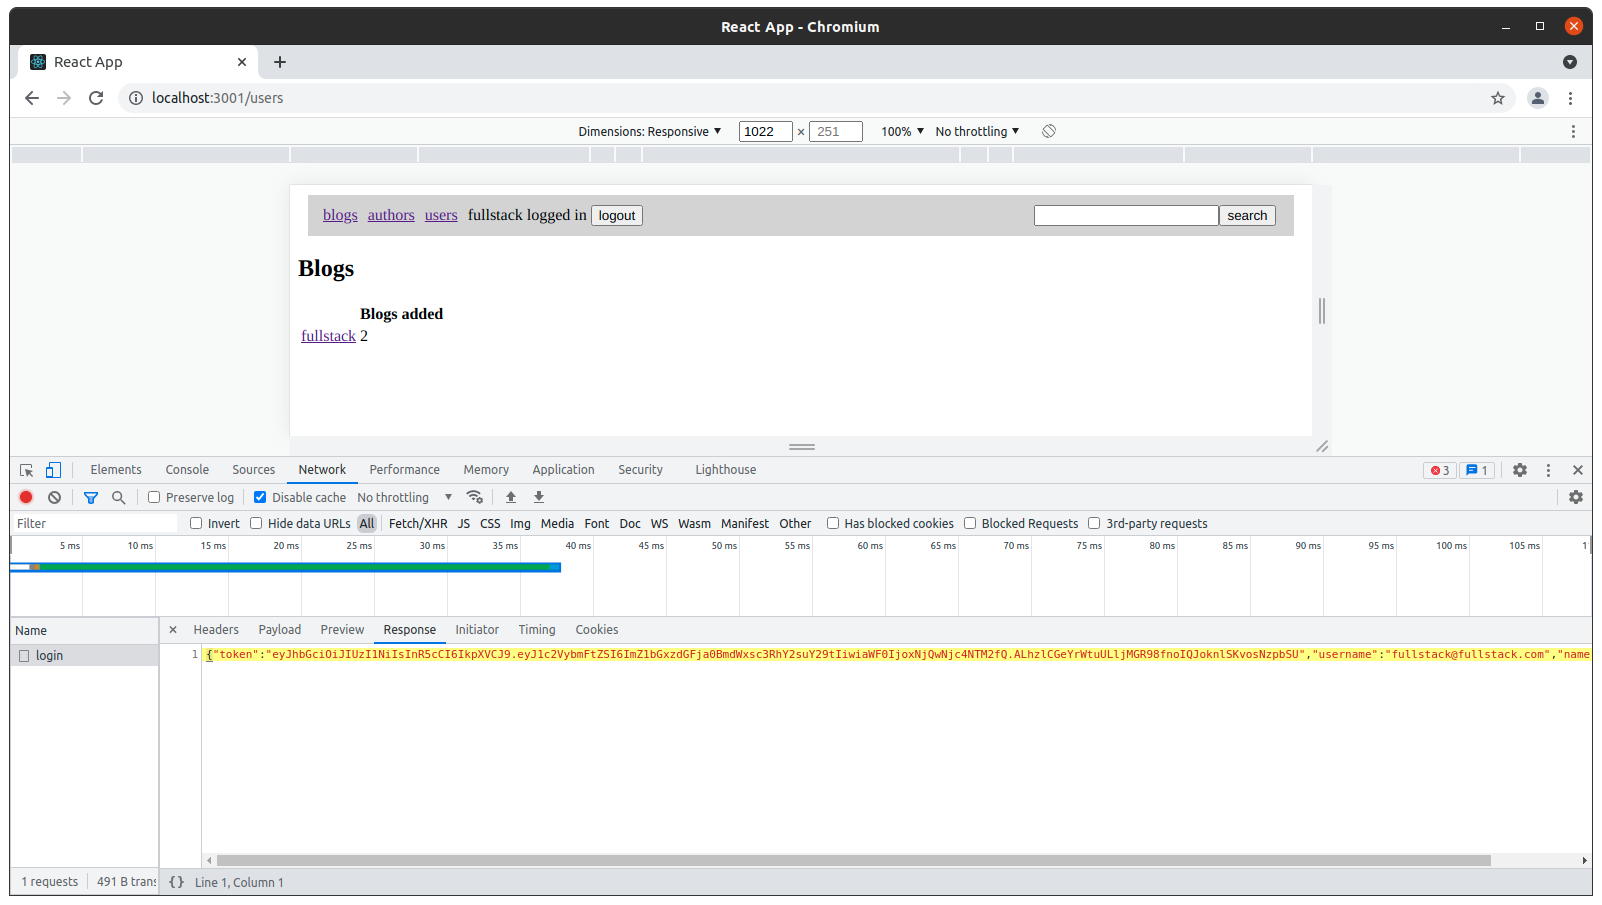 React App - Chromium
React App
localhost:3001/users
Dimensions: Responsive ▼ 1022 × 251 100% ▼ No throttling ▼
blogs authors users fullstack logged in logout search
Blogs
Blogs added
fullstack 2
Elements Console Sources Network Performance Memory Application Security Lighthouse 3 1
Preserve log Disable cache No throttling ▼
Filter Invert Hide data URLs All Fetch/XHR JS CSS Img Media Font Doc WS Wasm Manifest Other Has blocked cookies Blocked Requests 3rd-party requests
5 ms 10 ms 15 ms 20 ms 25 ms 30 ms 35 ms 40 ms 45 ms 50 ms 55 ms 60 ms 65 ms 70 ms 75 ms 80 ms 85 ms 90 ms 95 ms 100 ms 105 ms 1
Name × Headers Payload Preview Response Initiator Timing Cookies
login 1 {"token":"eyJhbGciOiJIUzI1NiIsInR5cCI6IkpXVCJ9.eyJ1c2VybmFtZSI6ImZ1bGxzdGFja0BmdWxsc3RhY2suY29tIiwiaWF0IjoxNjQwNjc4NTM2fQ.ALhzlCGeYrWtuULljMGR98fnoIQJoknlSKvosNzpbSU","username":"fullstack@fullstack.com","name
1 requests 491 B trans {} Line 1, Column 1